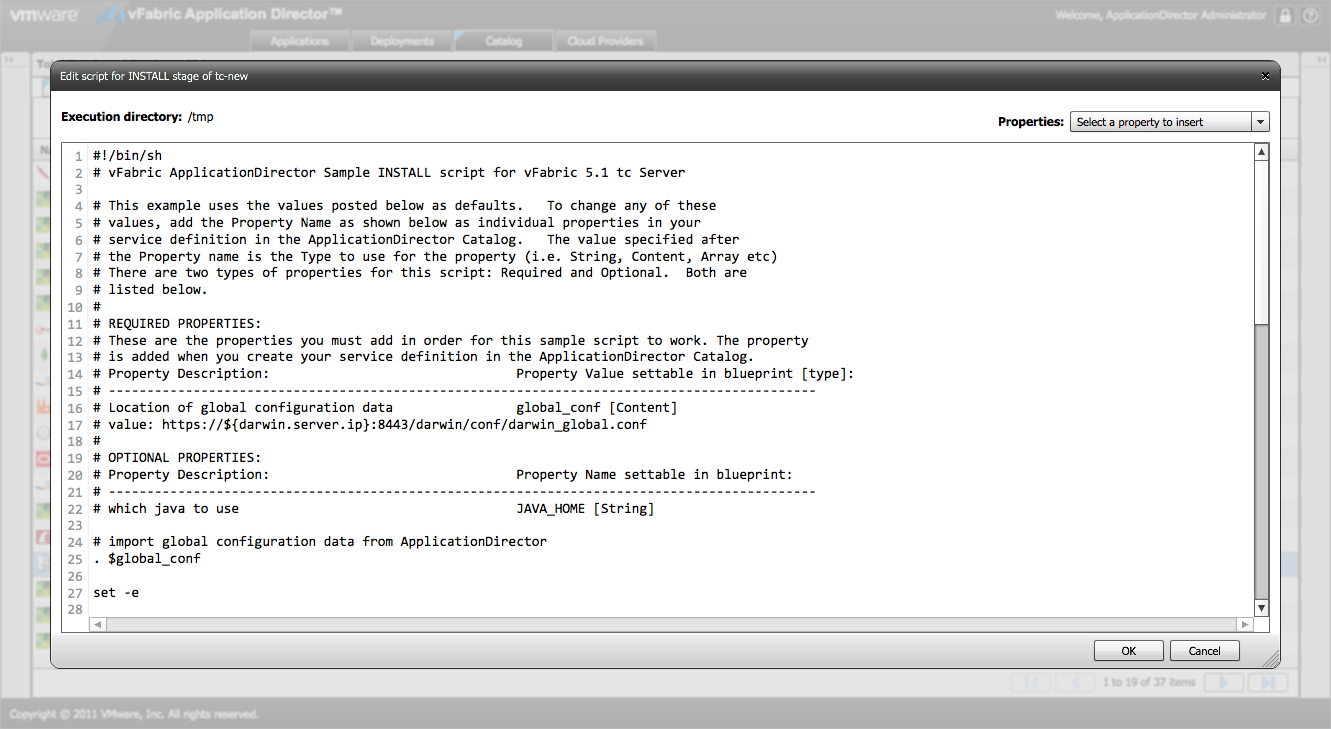 vmware vFabric Application Director™
Welcome, ApplicationDirector Administrator
Applications Deployments Catalog Cloud Providers
Edit script for INSTALL stage of tc-new
Execution directory: /tmp
Properties: Select a property to insert
1 #!/bin/sh
2 # vFabric ApplicationDirector Sample INSTALL script for vFabric 5.1 tc Server
3
4 # This example uses the values posted below as defaults.   To change any of these
5 # values, add the Property Name as shown below as individual properties in your
6 # service definition in the ApplicationDirector Catalog.   The value specified after
7 # the Property name is the Type to use for the property (i.e. String, Content, Array etc)
8 # There are two types of properties for this script: Required and Optional.  Both are
9 # listed below.
10 #
11 # REQUIRED PROPERTIES:
12 # These are the properties you must add in order for this sample script to work. The property
13 # is added when you create your service definition in the ApplicationDirector Catalog.
14 # Property Description:                                Property Value settable in blueprint [type]:
15 # --------------------------------------------------------------------------------------------
16 # Location of global configuration data                global_conf [Content]
17 # value: https://${darwin.server.ip}:8443/darwin/conf/darwin_global.conf
18 #
19 # OPTIONAL PROPERTIES:
20 # Property Description:                                Property Name settable in blueprint:
21 # --------------------------------------------------------------------------------------------
22 # which java to use                                    JAVA_HOME [String]
23
24 # import global configuration data from ApplicationDirector
25 . $global_conf
26
27 set -e
28
OK Cancel
1 to 19 of 37 items
Copyright © 2011 VMware, Inc. All rights reserved.